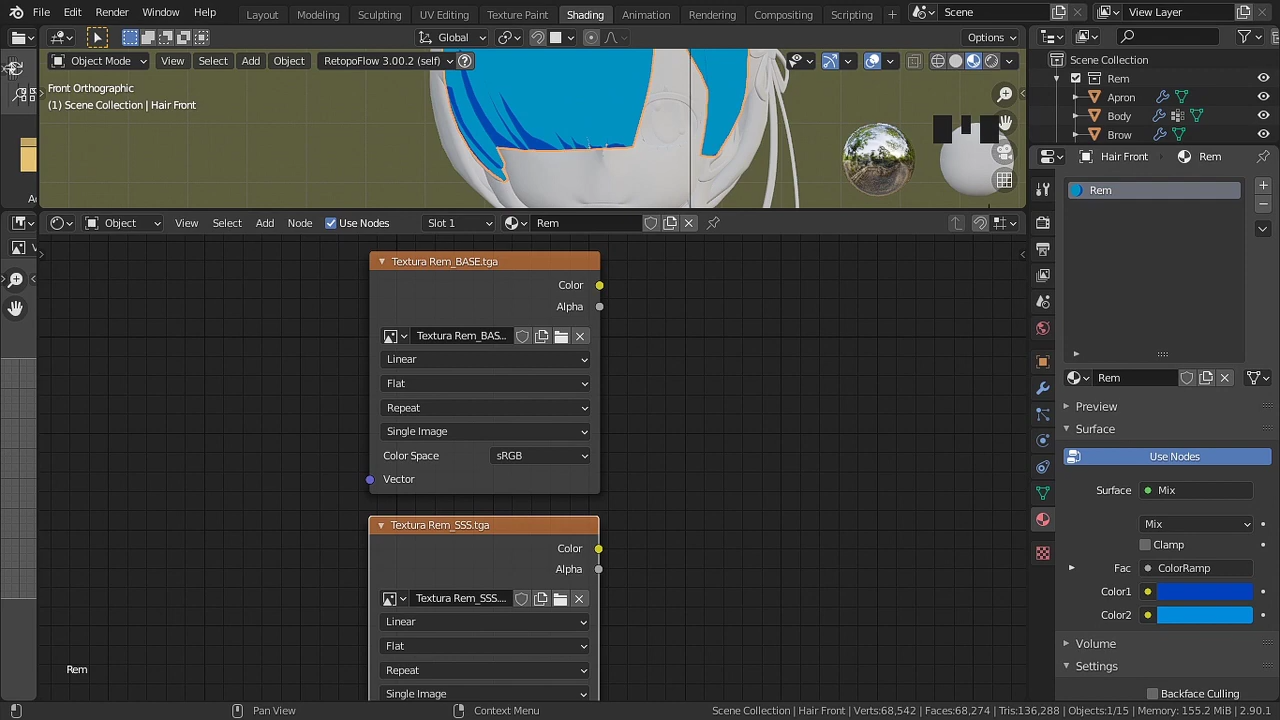 File Edit Render Window Help Layout Modeling Sculpting UV Editing Texture Paint Shading Animation Rendering Compositing Scripting + Scene View Layer
Global Options
Object Mode View Select Add Object Retopoflow 3.00.2 (self)
Front Orthographic
(1) Scene Collection | Hair Front
Scene Collection
Rem
Apron
Body
Brow
Hair Front Rem
Rem
Object View Select Add Node Use Nodes Slot 1 Rem
Textura Rem_BASE.tga
Color
Alpha
Textura Rem_BAS...
Linear
Flat
Repeat
Single Image
Color Space sRGB
Vector
Textura Rem_SSS.tga
Color
Alpha
Textura Rem_SSS....
Linear
Flat
Repeat
Single Image
Rem
Rem
Preview
Surface
Use Nodes
Surface Mix
Mix
Clamp
Fac ColorRamp
Color1
Color2
Volume
Settings
Backface Culling
Pan View Context Menu Scene Collection | Hair Front | Verts:68,542 | Faces:68,274 | Tris:136,288 | Objects:1/15 | Memory: 155.2 MiB | 2.90.1